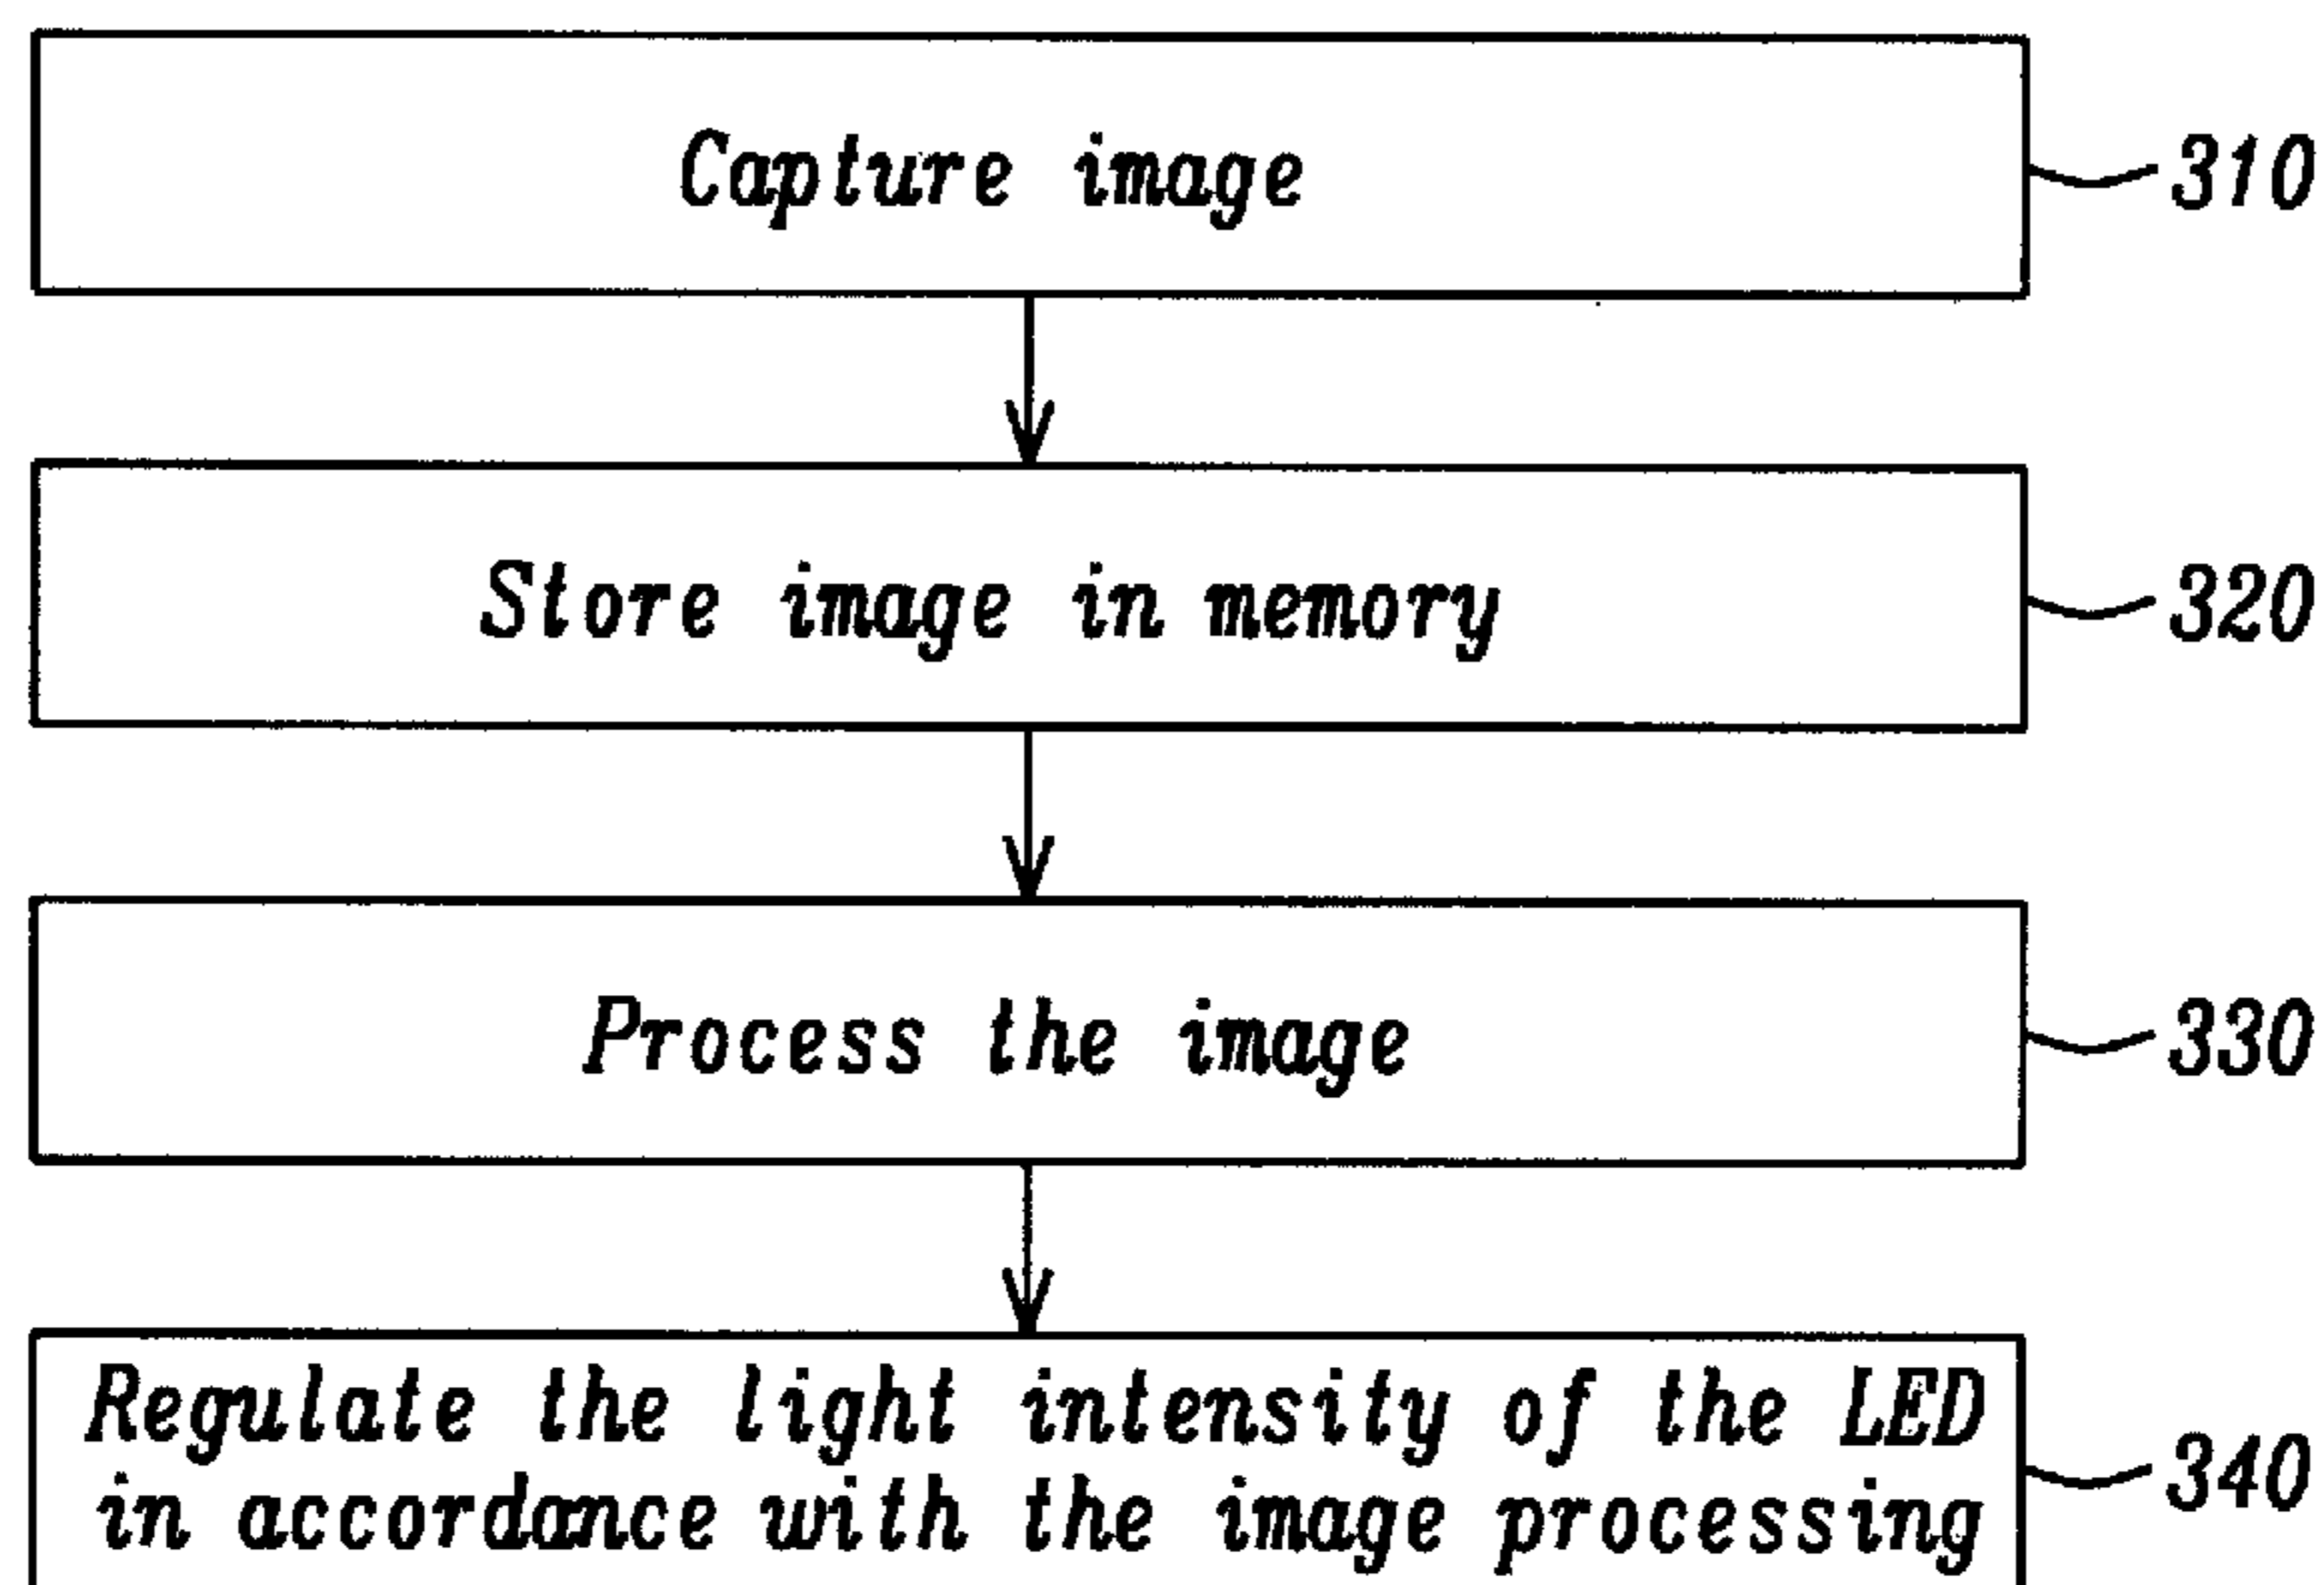 Capture image
310
Store image in memory
320
Process the image
330
Regulate the light intensity of the LED
in accordance with the image processing
340